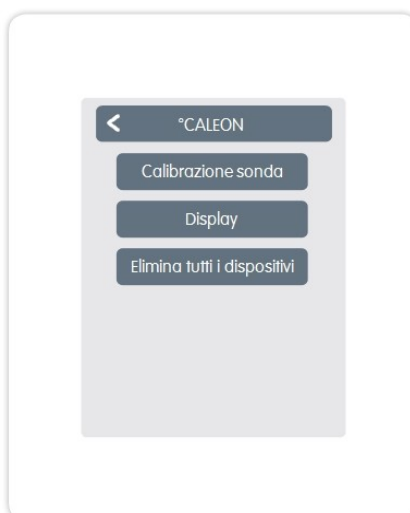 °CALEON
Calibrazione sonda
Display
Elimina tutti i dispositivi